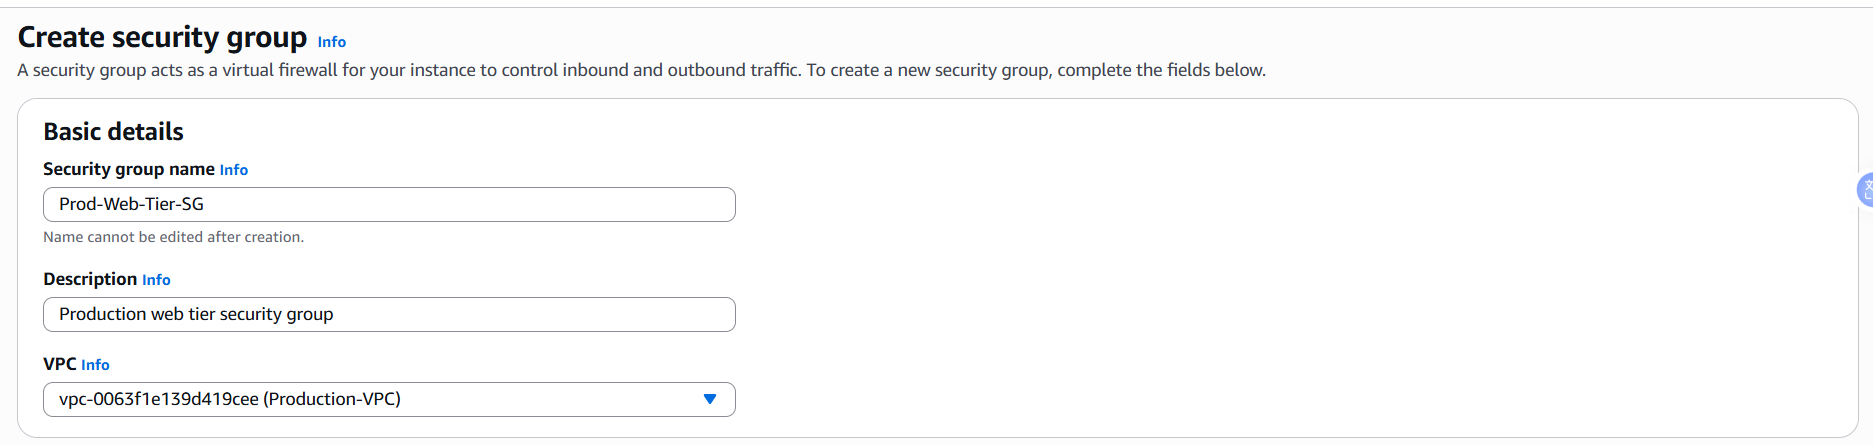 Create security group Info
A security group acts as a virtual firewall for your instance to control inbound and outbound traffic. To create a new security group, complete the fields below.
Basic details
Security group name Info
Prod-Web-Tier-SG
Name cannot be edited after creation.
Description Info
Production web tier security group
VPC Info
vpc-0063f1e139d419cee (Production-VPC)